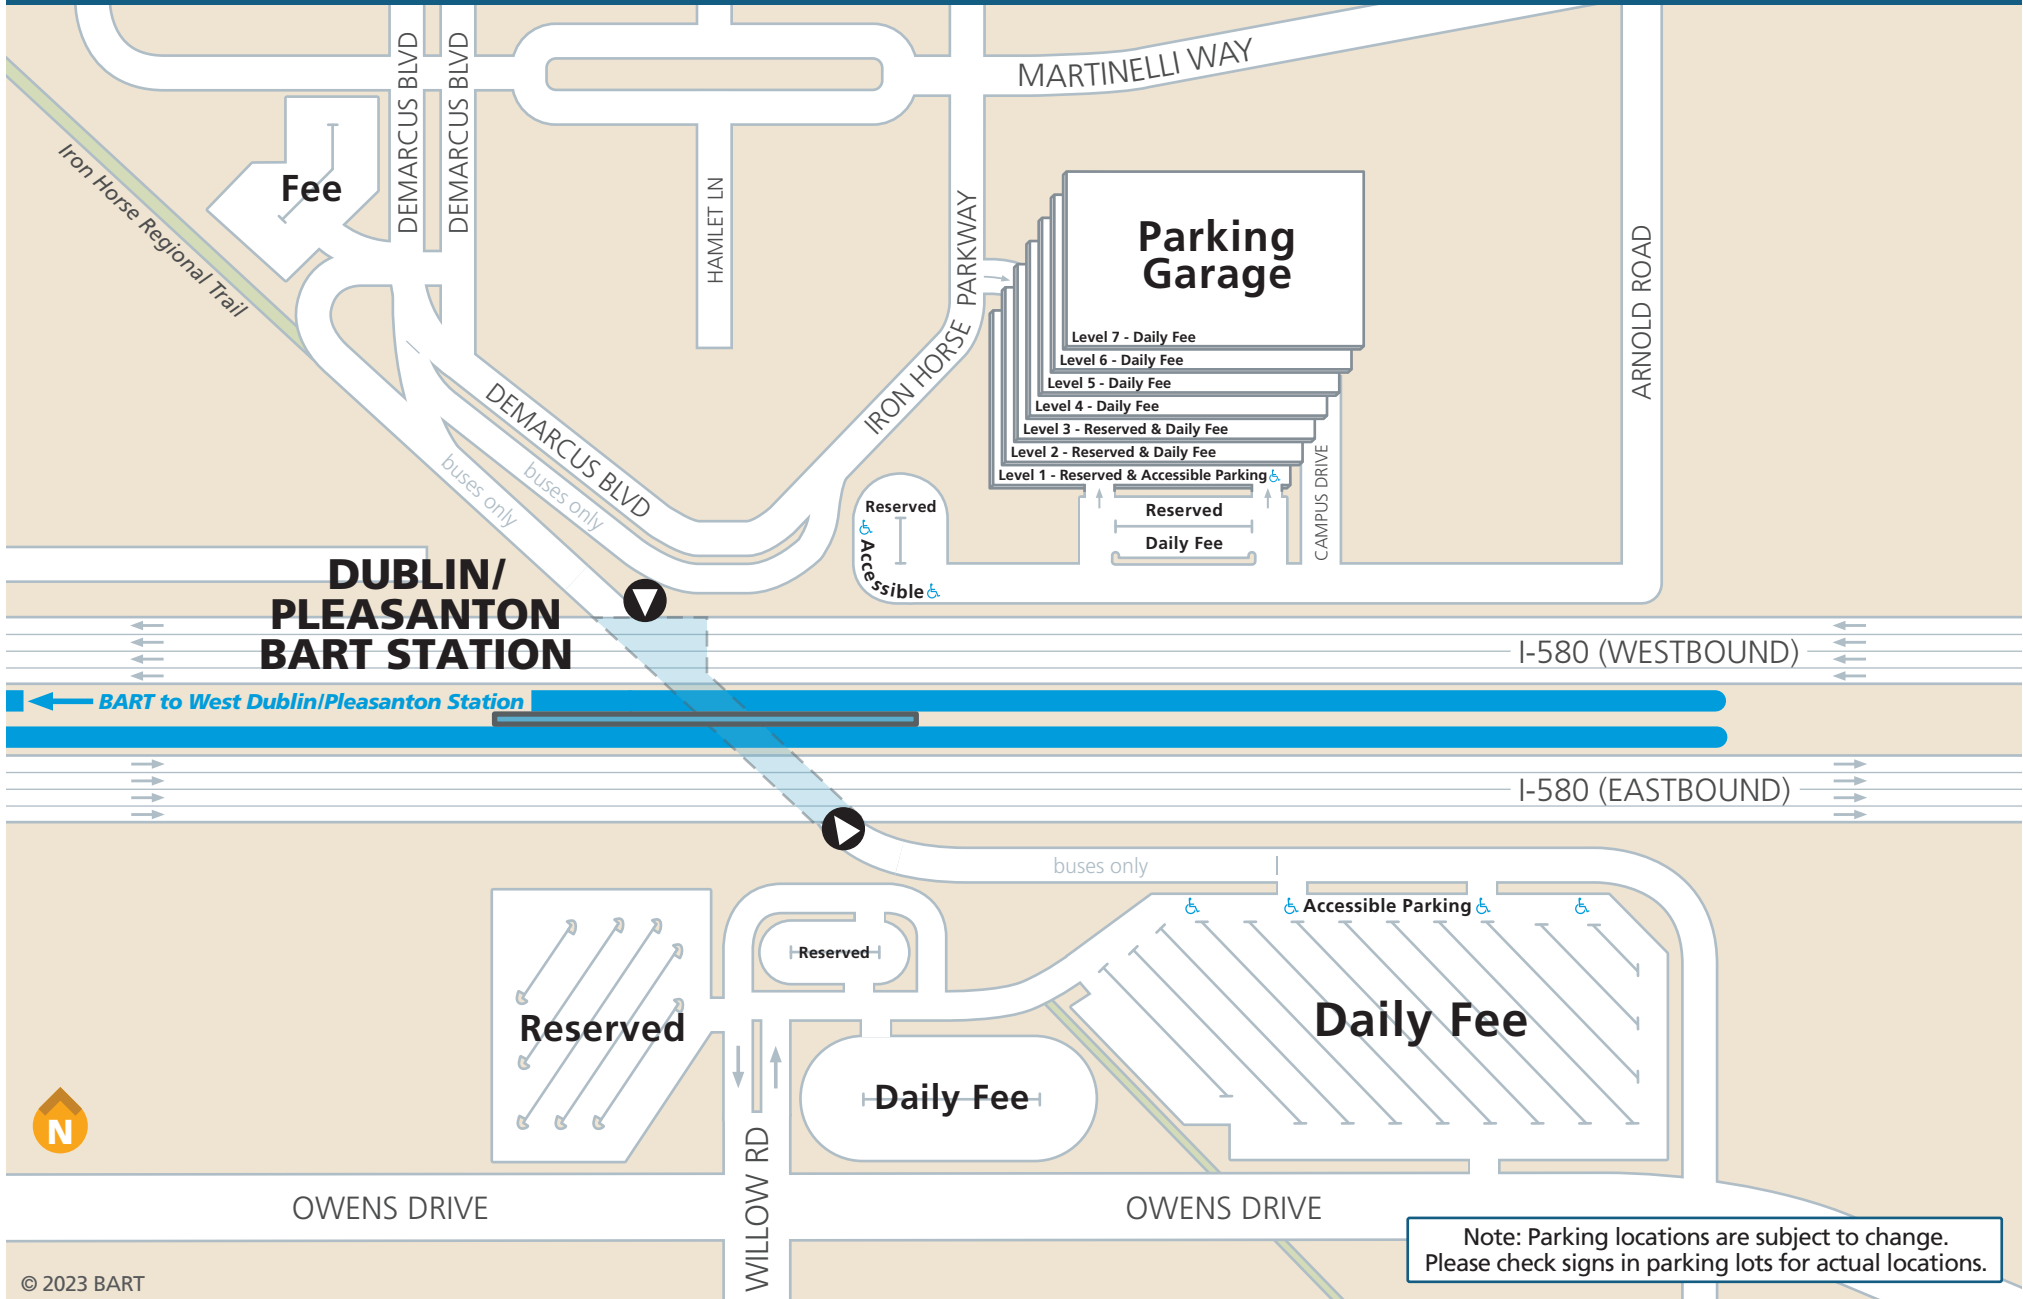 MARTINELLI WAY
DEMARCUS BLVD
DEMARCUS BLVD
Iron Horse Regional Trail
Fee
HAMLET LN
IRON HORSE PARKWAY
Parking
Garage
Level 7 - Daily Fee
Level 6 - Daily Fee
Level 5 - Daily Fee
Level 4 - Daily Fee
Level 3 - Reserved & Daily Fee
Level 2 - Reserved & Daily Fee
Level 1 - Reserved & Accessible Parking
ARNOLD ROAD
CAMPUS DRIVE
DEMARCUS BLVD
buses only
buses only
Reserved
Accessible
Reserved
Daily Fee
DUBLIN/
PLEASANTON
BART STATION
I-580 (WESTBOUND)
BART to West Dublin/Pleasanton Station
I-580 (EASTBOUND)
buses only
Accessible Parking
Reserved
Reserved
Daily Fee
Daily Fee
N
WILLOW RD
OWENS DRIVE
OWENS DRIVE
Note: Parking locations are subject to change.
Please check signs in parking lots for actual locations.
© 2023 BART